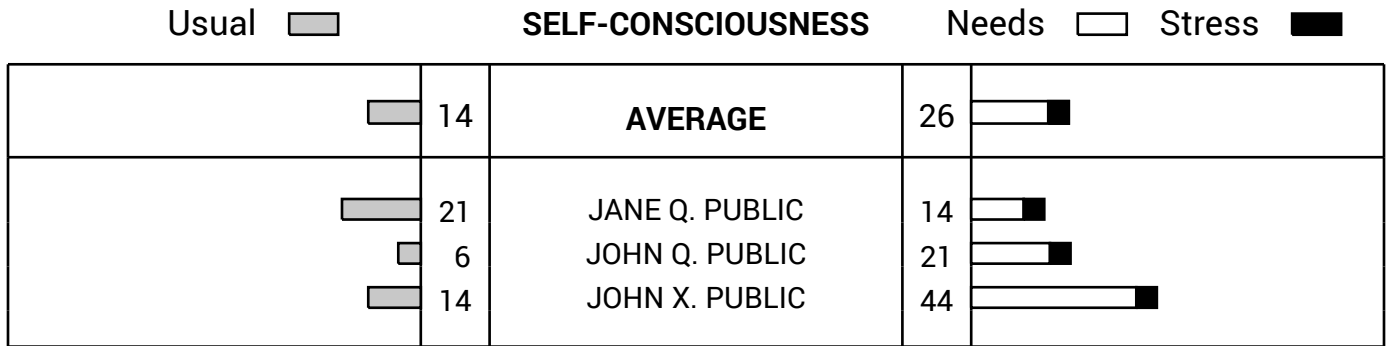 Usual SELF-CONSCIOUSNESS Needs Stress
14 AVERAGE 26
21 JANE Q. PUBLIC 14
6 JOHN Q. PUBLIC 21
14 JOHN X. PUBLIC 44